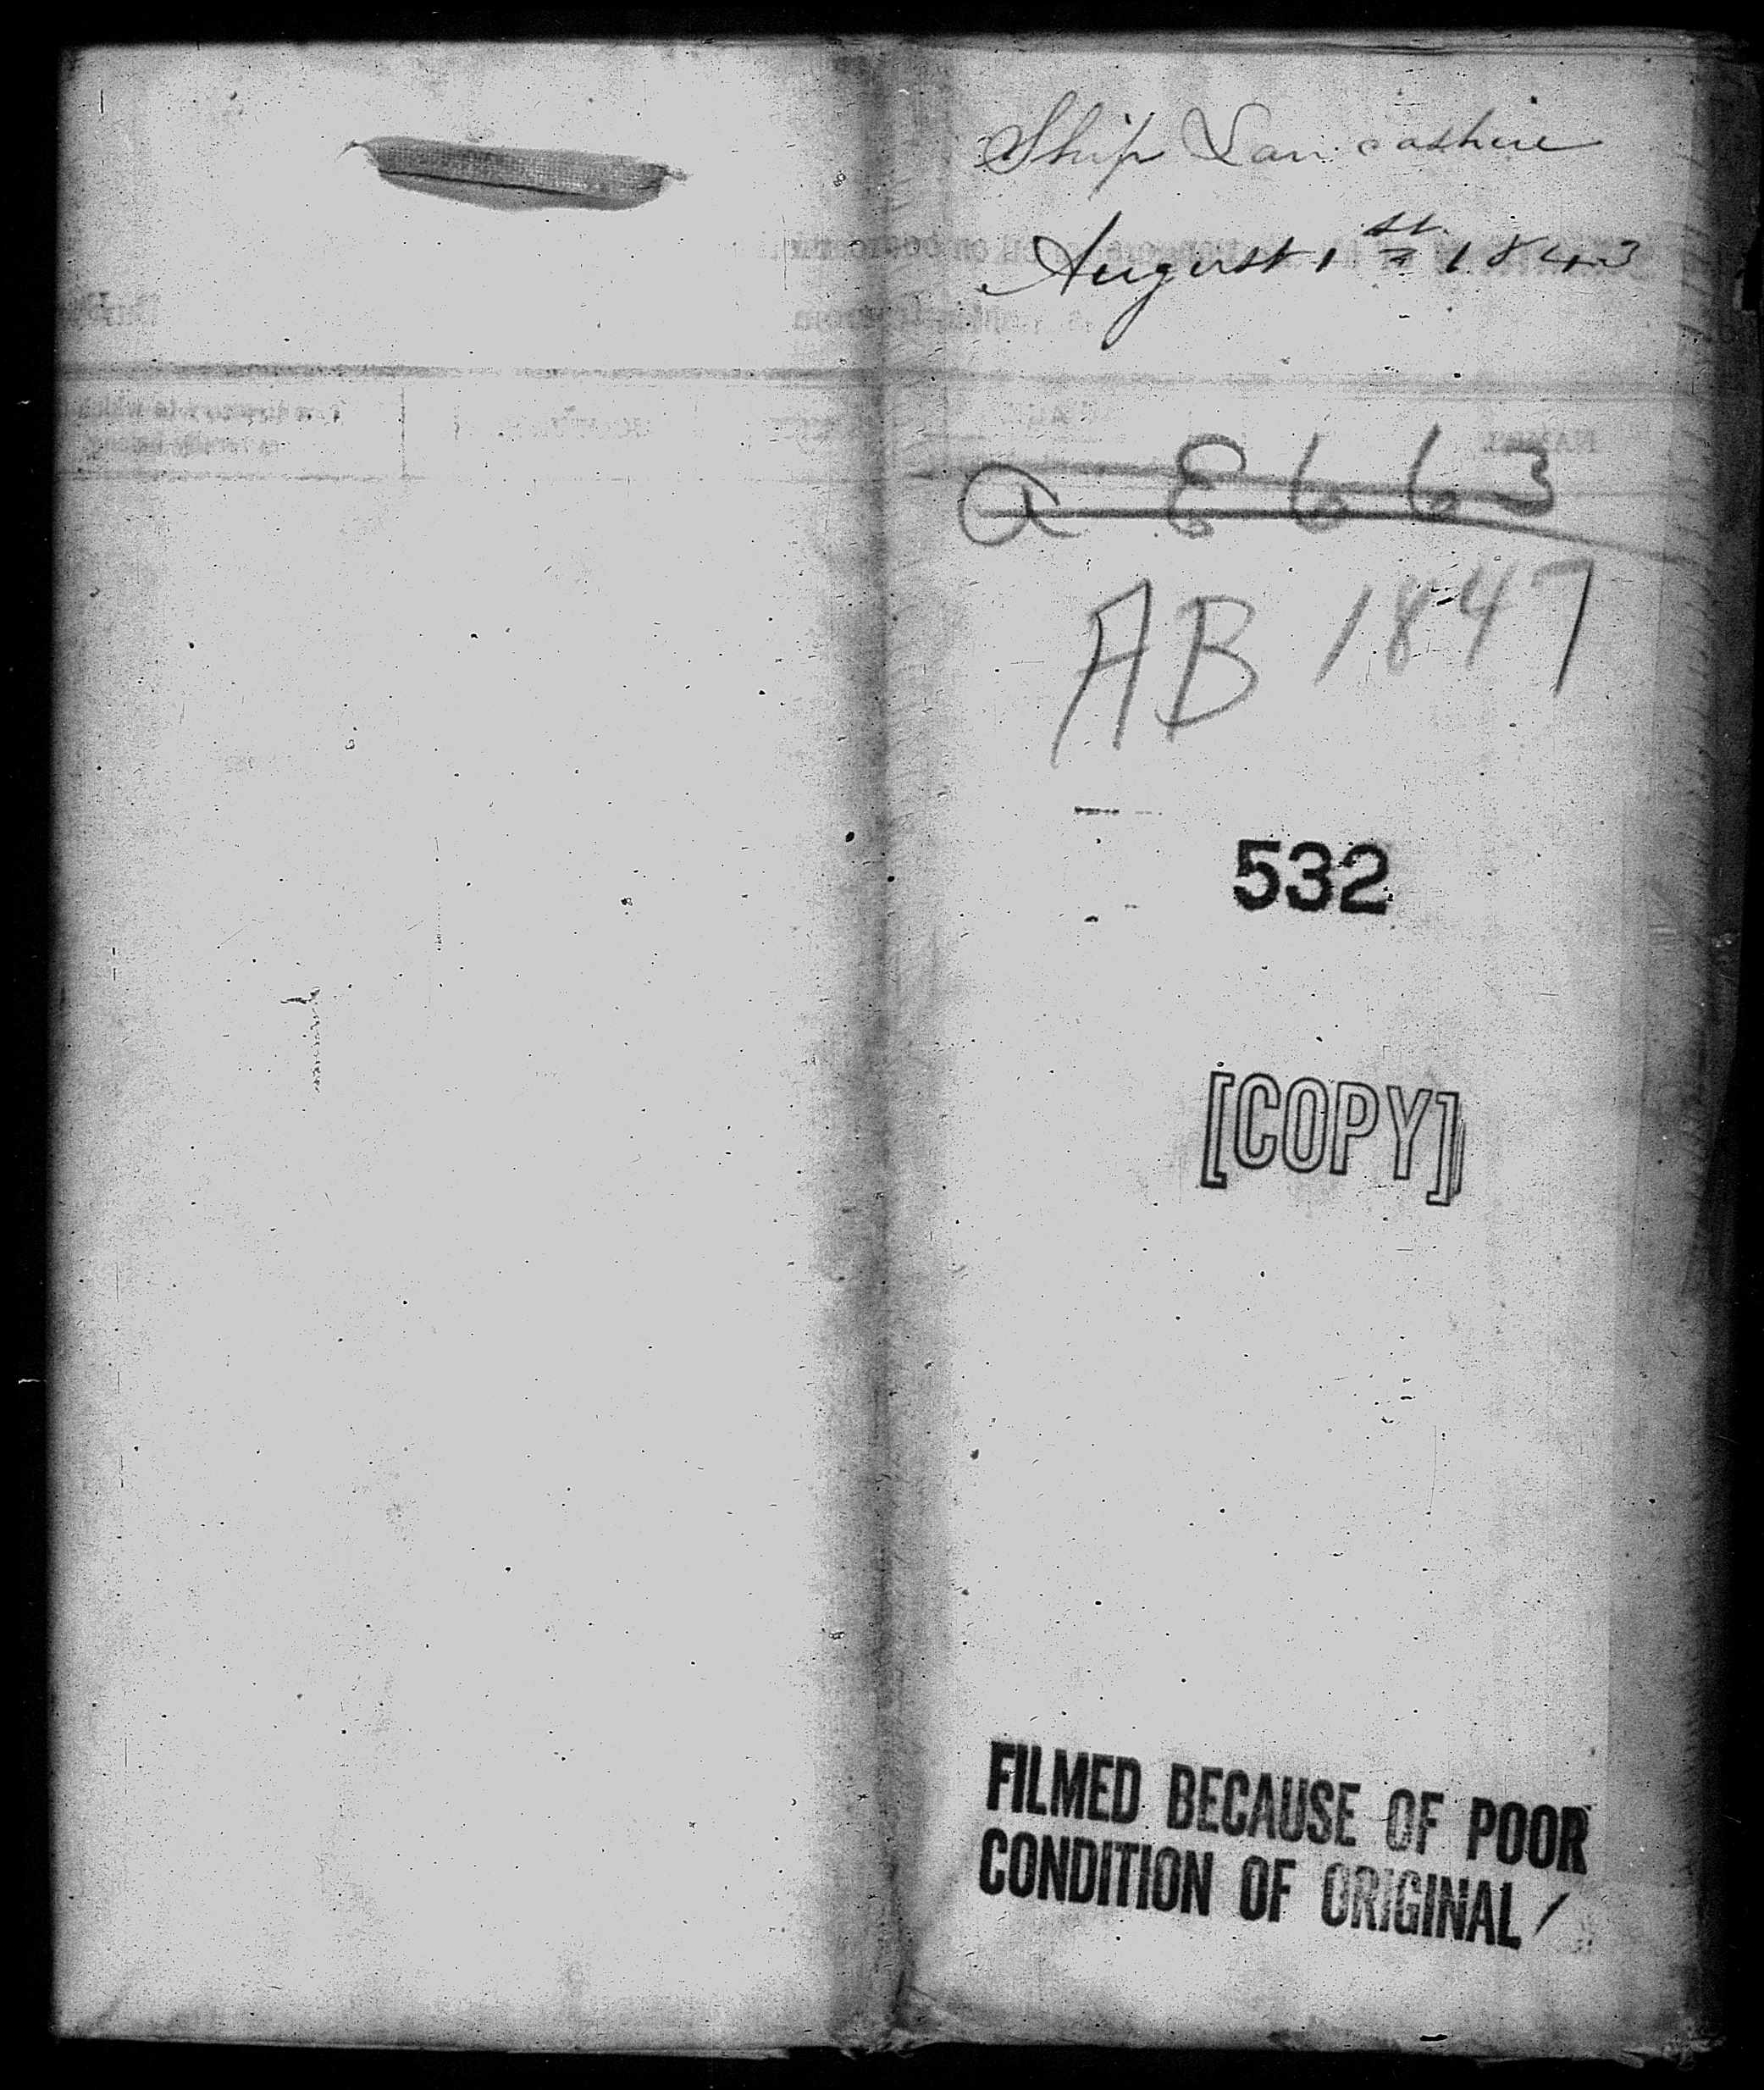 Ship Lancashire
August 1st 1843
a 8663
AB 1847
532
[COPY]
FILMED BECAUSE OF POOR
CONDITION OF ORIGINAL